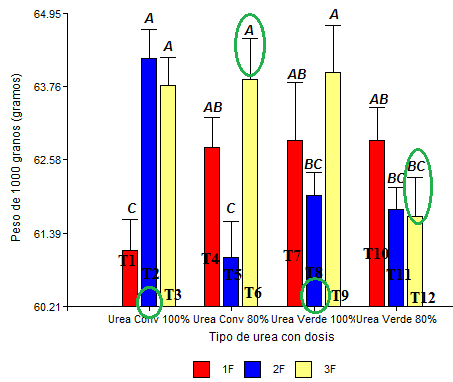 64.95
63.76
62.58
61.39
60.21
Peso de 1000 granos (gramos)
C
A
A
AB
C
A
AB
BC
A
AB
BC
BC
T1
T2
T3
T4
T5
T6
T7
T8
T9
T10
T11
T12
Urea Conv 100% Urea Conv 80% Urea Verde 100% Urea Verde 80%
Tipo de urea con dosis
1F 2F 3F